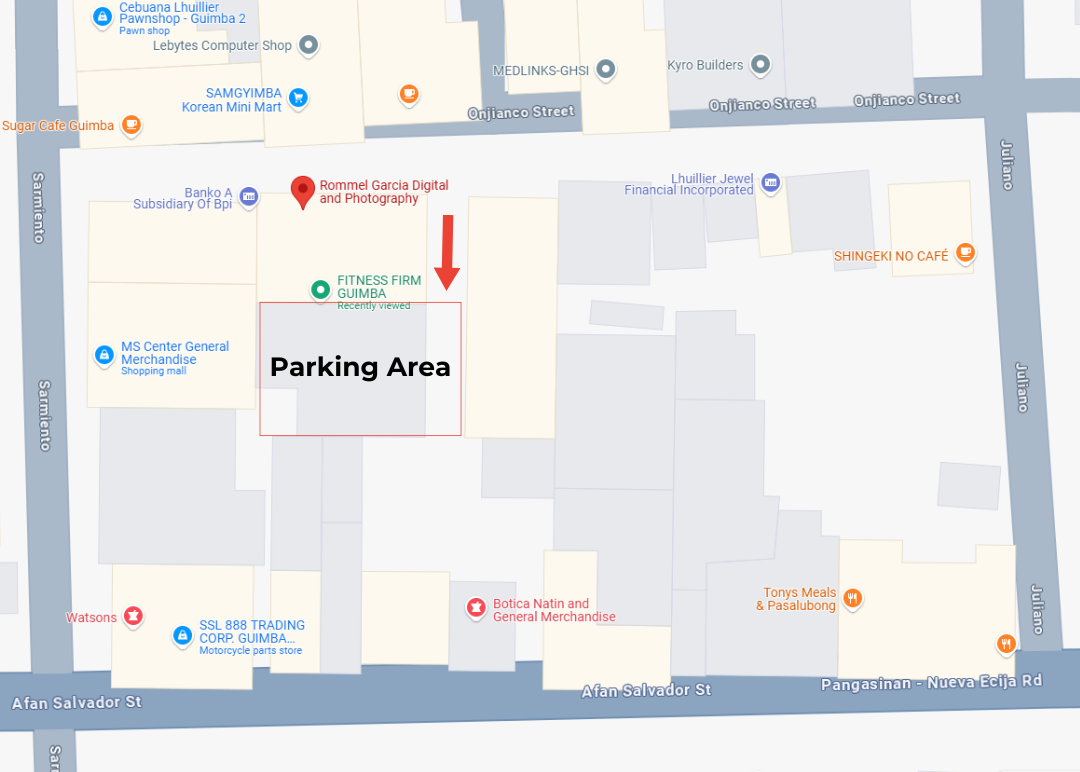 Cebuana Lhuillier
Pawnshop - Guimba 2
Pawn shop
Lebytes Computer Shop
MEDLINKS-GHSI
Kyro Builders
SAMGYIMBA
Korean Mini Mart
Onjianco Street
Onjianco Street
Onjianco Street
Sugar Cafe Guimba
Sarmiento
Juliano
Banko A
Subsidiary Of Bpi
Rommel Garcia Digital
and Photography
Lhuillier Jewel
Financial Incorporated
SHINGEKI NO CAFÉ
FITNESS FIRM
GUIMBA
Recently viewed
MS Center General
Merchandise
Shopping mall
Parking Area
Sarmiento
Juliano
Watsons
SSL 888 TRADING
CORP. GUIMBA...
Motorcycle parts store
Botica Natin and
General Merchandise
Tonys Meals
& Pasalubong
Juliano
Afan Salvador St
Afan Salvador St
Pangasinan - Nueva Ecija Rd
Sar